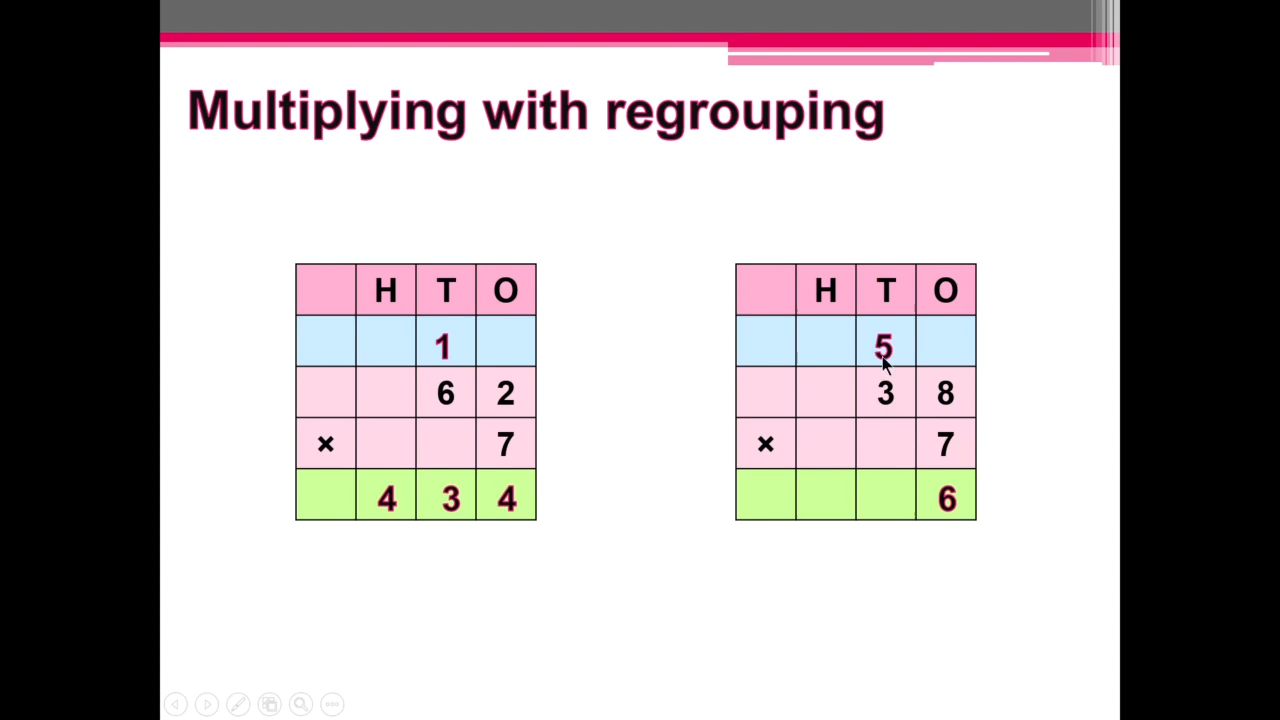 Multiplying with regrouping
H T O
1
6 2
× 7
4 3 4
H T O
5
3 8
× 7
6